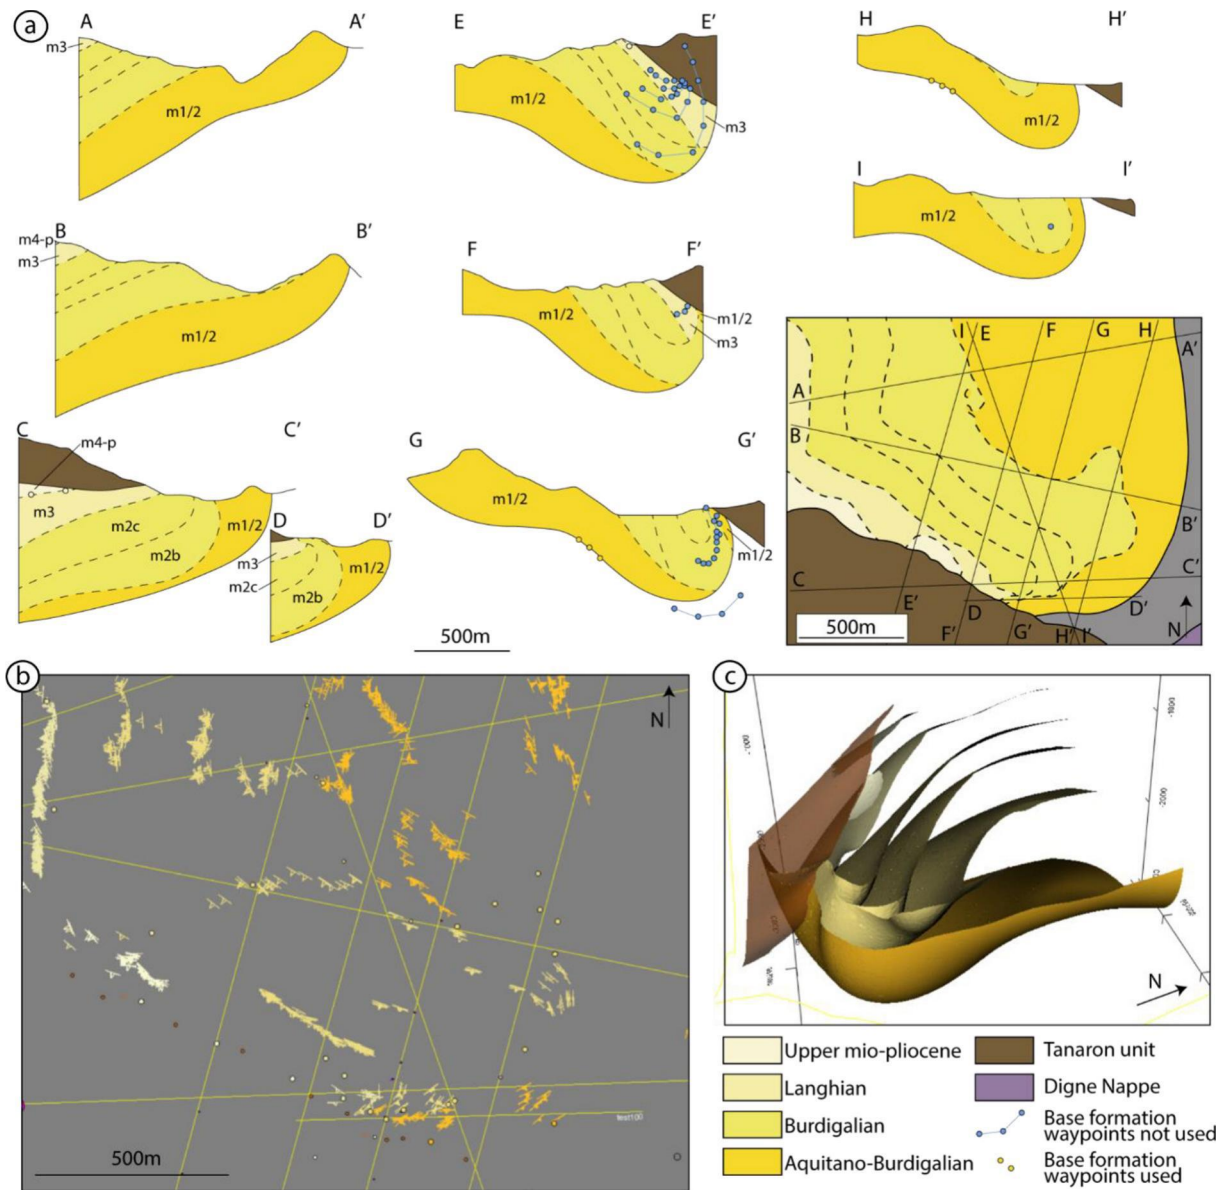 a
A
A'
m3
m1/2
E
E'
m1/2
m3
H
H'
m1/2
I
I'
m1/2
B
B'
m4-p
m3
m1/2
F
F'
m1/2
m1/2
m3
C
C'
m4-p
m3
m2c
m2b
m1/2
D
D'
m3
m2c
m2b
m1/2
G
G'
m1/2
m1/2
500m
I
E
F
G
H
A'
A
B
B'
C
C'
E'
D
D'
F'
G'
H'
I'
N
500m
b
N
test100
500m
c
-1000
-2000
N
Upper mio-pliocene
Langhian
Burdigalian
Aquitano-Burdigalian
Tanaron unit
Digne Nappe
Base formation
waypoints not used
Base formation
waypoints used